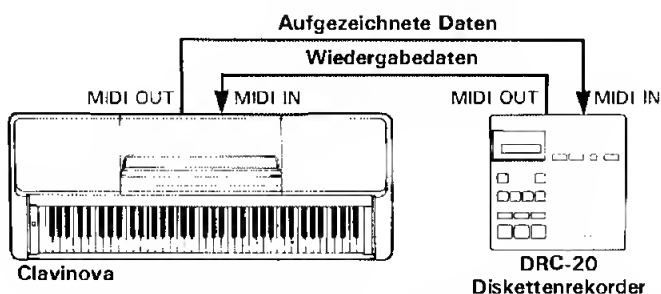 Aufgezeichnete Daten
Wiedergabedaten
MIDI OUT MIDI IN MIDI OUT MIDI IN
Clavinova
DRC-20
Diskettenrekorder